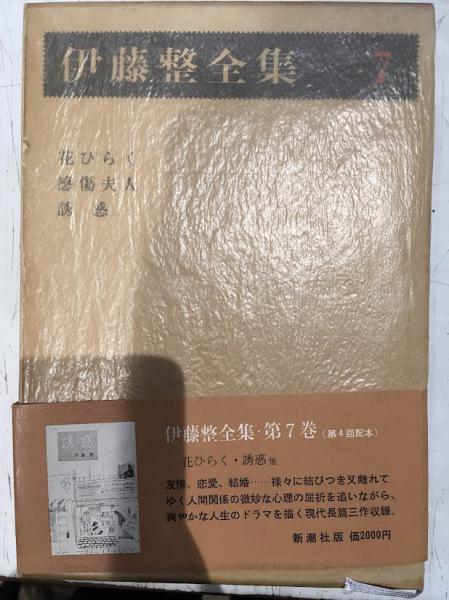 伊藤整全集 7
花ひらく
感傷夫人
誘惑
誘惑
伊藤整全集・第7巻(第4回配本)
花ひらく・誘惑他
友情、恋愛、結婚……様々に結びつき又離れて
ゆく人間関係の微妙な心理の屈折を追いながら、
爽やかな人生のドラマを描く現代長篇三作収録。
新潮社版 価2000円